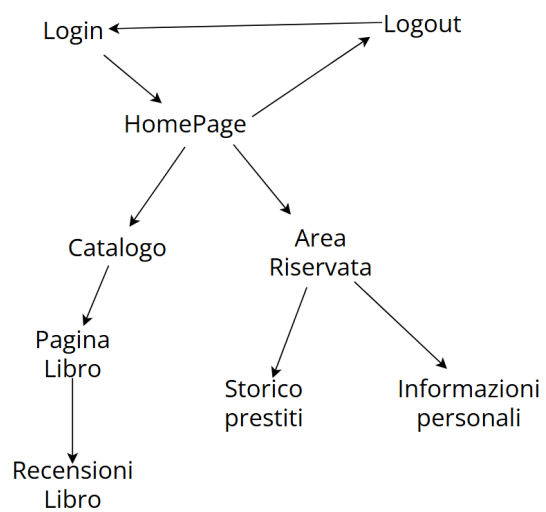 Login
Logout
HomePage
Catalogo
Area
Riservata
Pagina
Libro
Storico
prestiti
Informazioni
personali
Recensioni
Libro